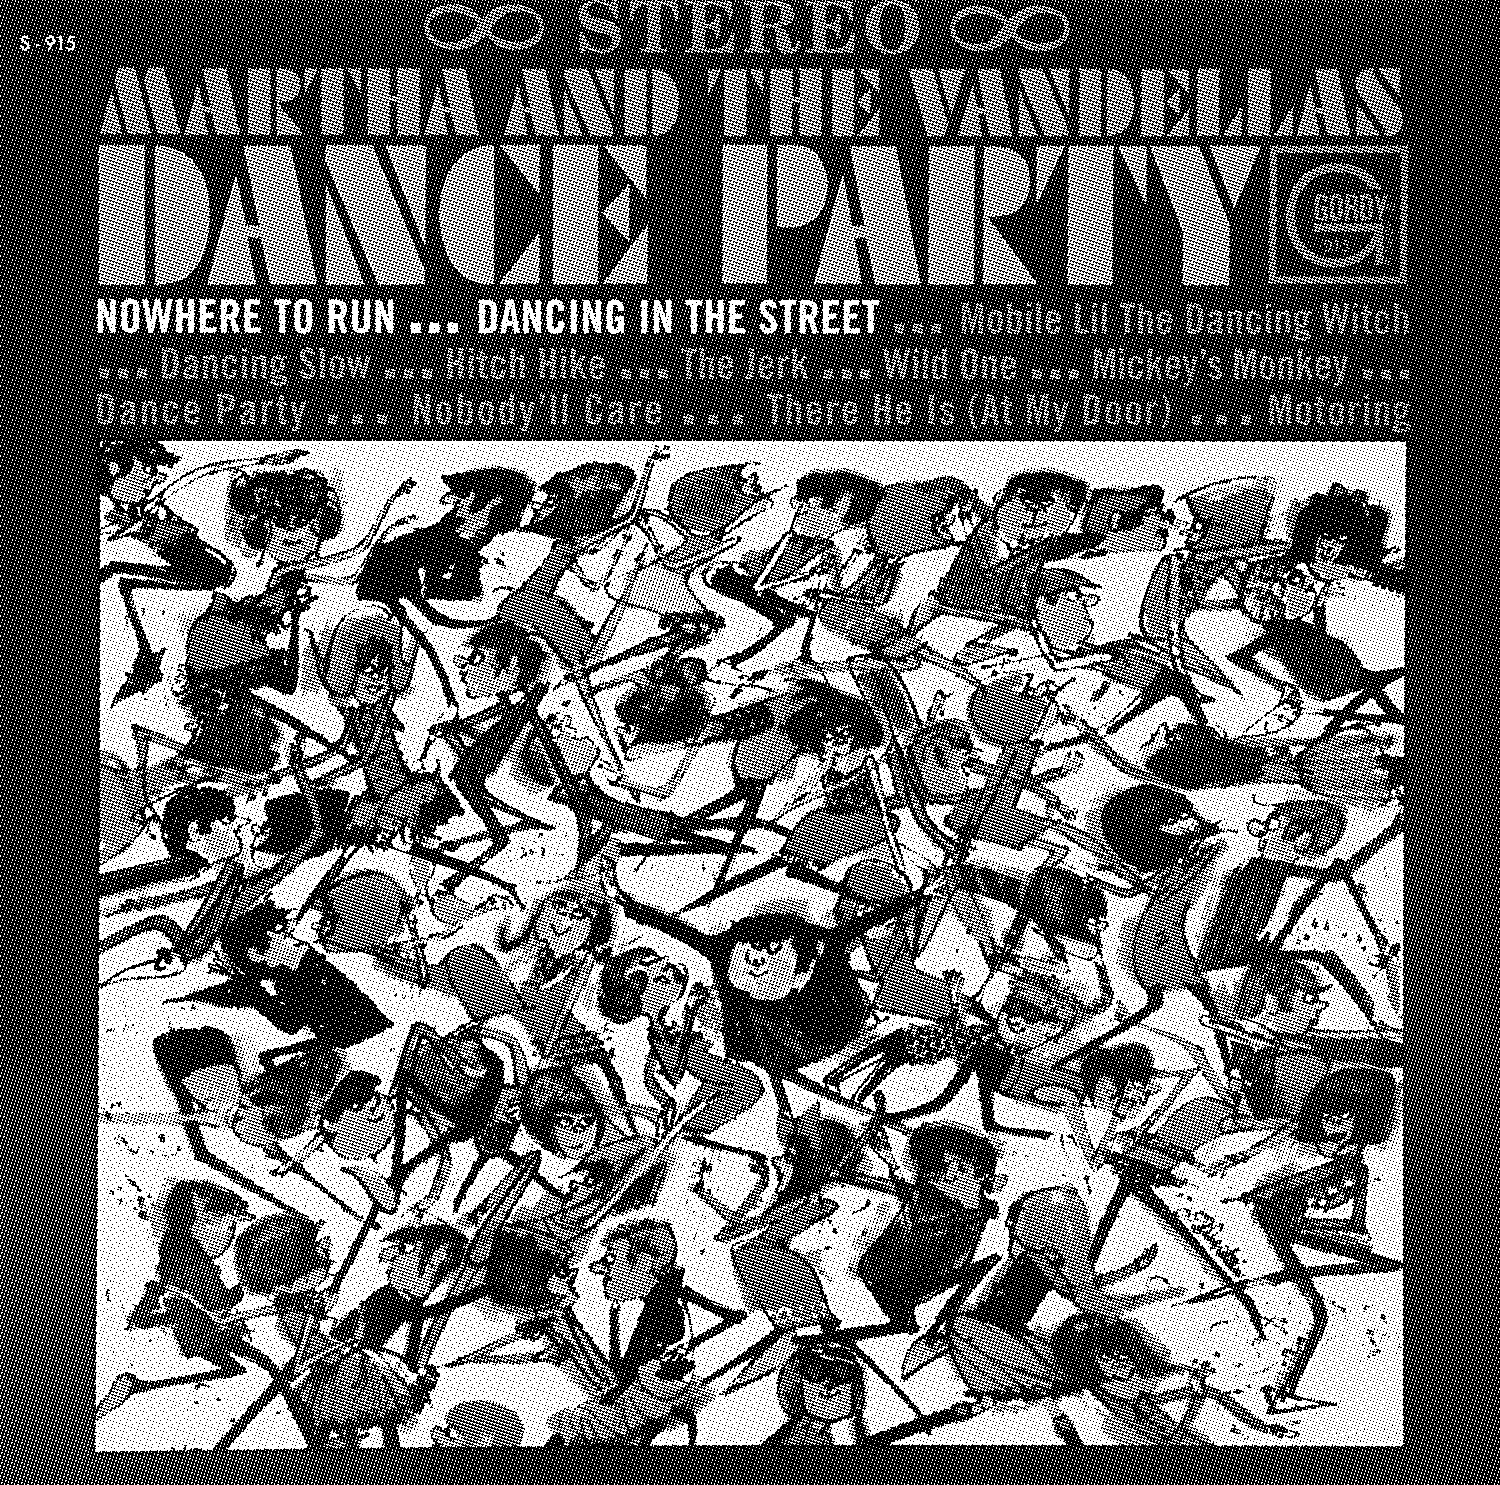 STEREO
S-915
MARTHA AND THE VANDELLAS
DANCE PARTY
GORDY
NOWHERE TO RUN ... DANCING IN THE STREET ... Mobile Lil The Dancing Witch
... Dancing Slow ... Hitch Hike ... The Jerk ... Wild One ... Mickey's Monkey ...
Dance Party ... Nobody'll Care ... There He Is (At My Door) ... Motoring